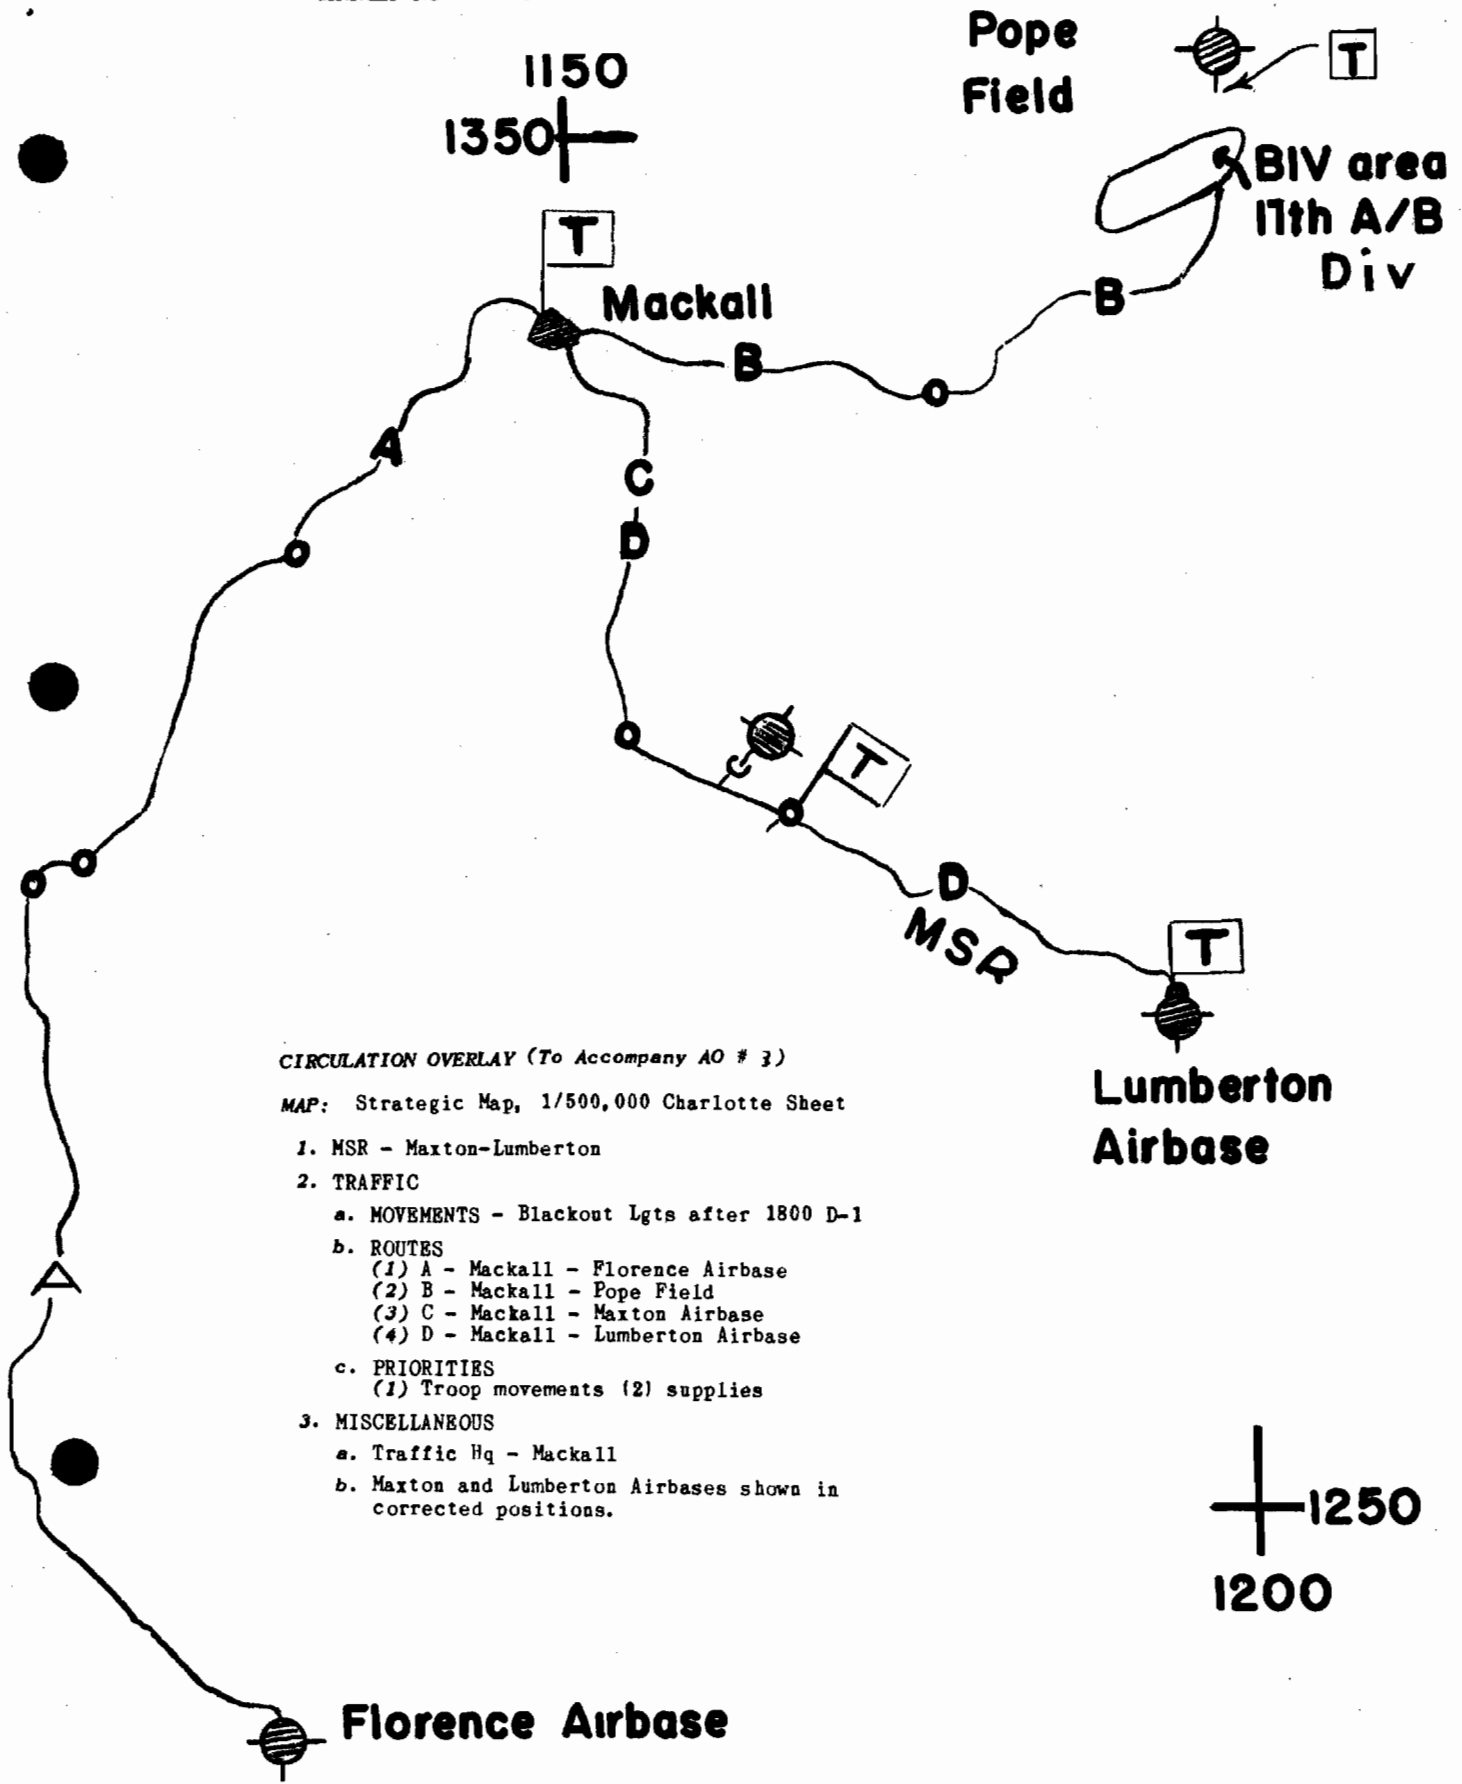 Pope
Field
T
1150
1350
BIV area
11th A/B
Div
T
Mackall
B
B
A
C
D
C
T
D
MSR
T
Lumberton
Airbase
CIRCULATION OVERLAY (To Accompany AO # 3)
MAP: Strategic Map, 1/500,000 Charlotte Sheet
1. MSR - Maxton-Lumberton
2. TRAFFIC
a. MOVEMENTS - Blackout Lgts after 1800 D-1
b. ROUTES
(1) A - Mackall - Florence Airbase
(2) B - Mackall - Pope Field
(3) C - Mackall - Maxton Airbase
(4) D - Mackall - Lumberton Airbase
c. PRIORITIES
(1) Troop movements (2) supplies
3. MISCELLANEOUS
a. Traffic Hq - Mackall
b. Maxton and Lumberton Airbases shown in
corrected positions.
A
1250
1200
Florence Airbase